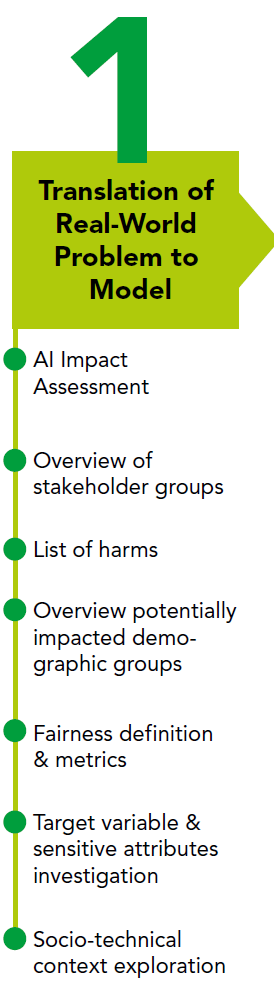 1
Translation of
Real-World
Problem to
Model
AI Impact
Assessment
Overview of
stakeholder groups
List of harms
Overview potentially
impacted demo-
graphic groups
Fairness definition
& metrics
Target variable &
sensitive attributes
investigation
Socio-technical
context exploration